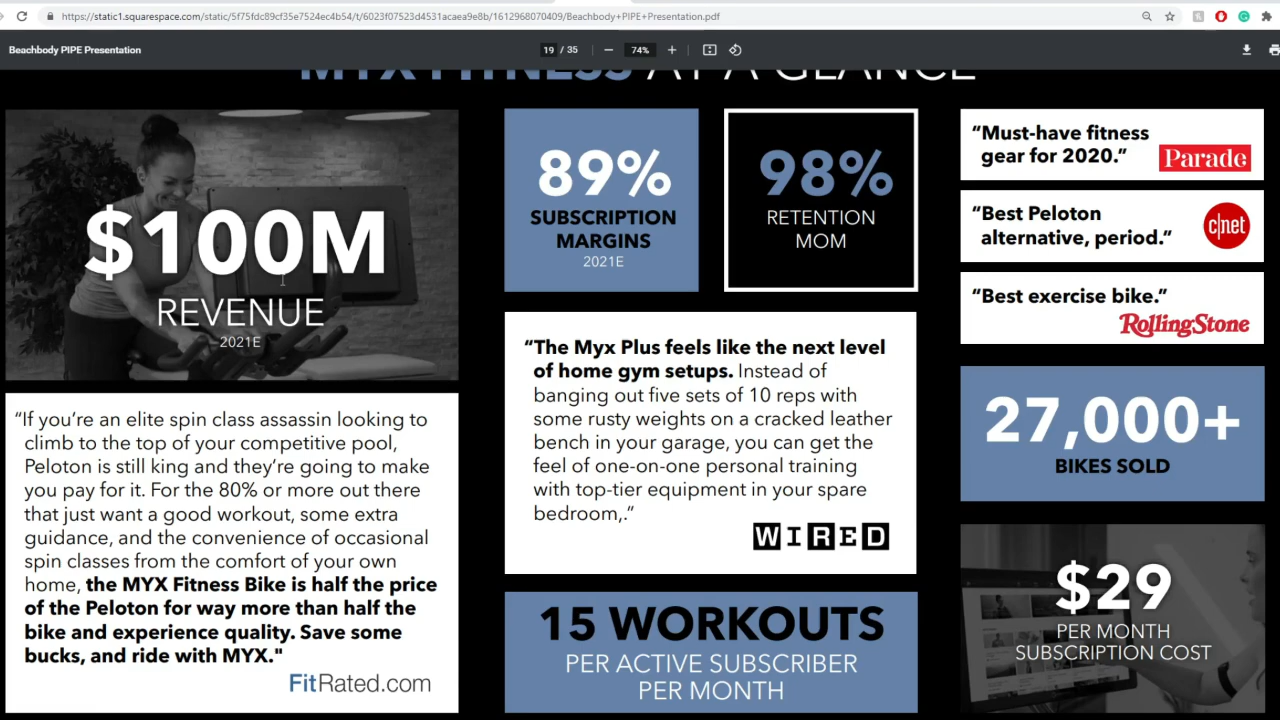 https://static1.squarespace.com/static/5f75fdc89cf35e7524ec4b54/t/6023f07523d4531acaea9e8b/1612968070409/Beachbody+PIPE+Presentation.pdf
Beachbody PIPE Presentation
19 / 35
74%
MYX FITNESS AT A GLANCE
$100M
REVENUE
2021E
"If you're an elite spin class assassin looking to
climb to the top of your competitive pool,
Peloton is still king and they're going to make
you pay for it. For the 80% or more out there
that just want a good workout, some extra
guidance, and the convenience of occasional
spin classes from the comfort of your own
home, the MYX Fitness Bike is half the price
of the Peloton for way more than half the
bike and experience quality. Save some
bucks, and ride with MYX."
FitRated.com
89%
SUBSCRIPTION
MARGINS
2021E
98%
RETENTION
MOM
"The Myx Plus feels like the next level
of home gym setups. Instead of
banging out five sets of 10 reps with
some rusty weights on a cracked leather
bench in your garage, you can get the
feel of one-on-one personal training
with top-tier equipment in your spare
bedroom,."
WIRED
15 WORKOUTS
PER ACTIVE SUBSCRIBER
PER MONTH
"Must-have fitness
gear for 2020."
Parade
"Best Peloton
alternative, period."
c|net
"Best exercise bike."
RollingStone
27,000+
BIKES SOLD
$29
PER MONTH
SUBSCRIPTION COST